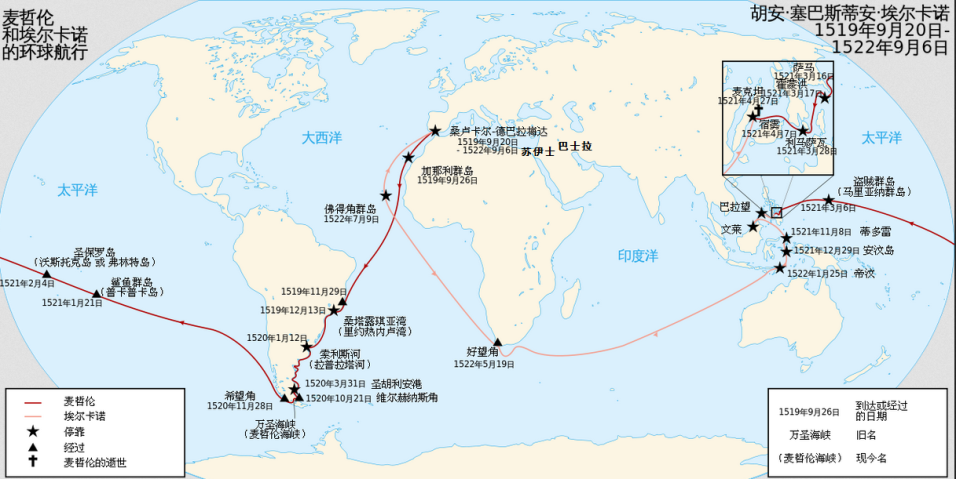 麦哲伦
和埃尔卡诺
的环球航行
胡安·塞巴斯蒂安·埃尔卡诺
1519年9月20日-
1522年9月6日
萨马
1521年3月16日
霍蒙洪
1521年3月17日
麦克坦
1521年4月27日
宿雾
1521年4月7日
利马萨瓦
1521年3月28日
大西洋
太平洋
太平洋
印度洋
桑卢卡尔-德巴拉梅达
1519年9月20日
- 1522年9月6日
苏伊士
巴士拉
加那利群岛
1519年9月26日
佛得角群岛
1522年7月9日
盗贼群岛
（马里亚纳群岛）
1521年3月6日
巴拉望
文莱
1521年11月8日 蒂多雷
1521年12月29日 安汶岛
1522年1月25日 帝汶
圣保罗岛
（沃斯托克岛 或 弗林特岛）
1521年2月4日
鲨鱼群岛
（普卡普卡岛）
1521年1月21日
1519年11月29日
1519年12月13日
桑塔露琪亚湾
（里约热内卢湾）
1520年1月12日
索利斯河
（拉普拉塔河）
好望角
1522年5月19日
1520年3月31日 圣胡利安港
1520年10月21日 维尔赫纳斯角
希望角
1520年11月28日
万圣海峡
（麦哲伦海峡）
麦哲伦
埃尔卡诺
停靠
经过
麦哲伦的逝世
1519年9月26日 到达或经过
的日期
万圣海峡 旧名
（麦哲伦海峡） 现今名